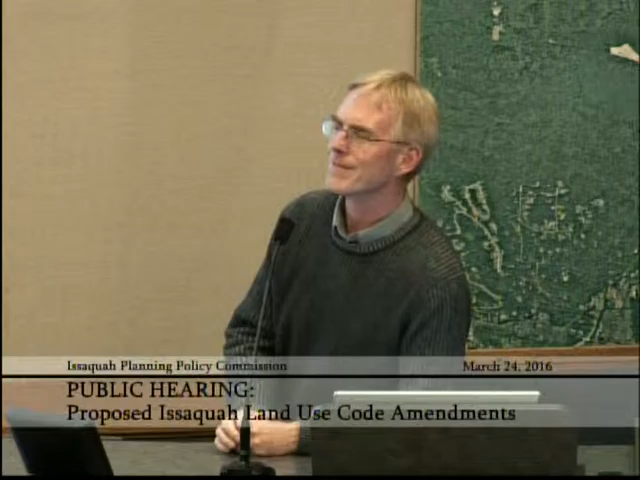 Issaquah Planning Policy Commission March 24, 2016
PUBLIC HEARING:
Proposed Issaquah Land Use Code Amendments